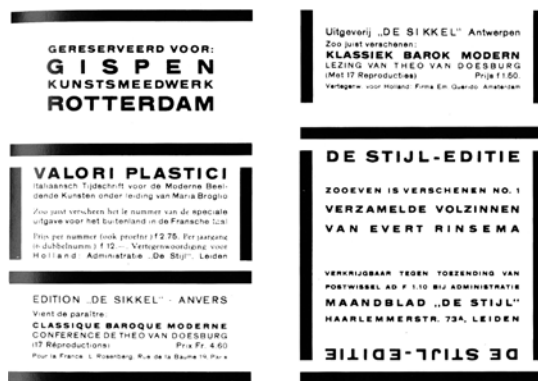 GERESERVEERD VOOR:
GISPEN
KUNSTSMEEDWERK
ROTTERDAM
VALORI PLASTICI
Italiaansch Tijdschrift voor de Moderne Beel-
dende Kunsten onder leiding van Maria Broglio
Zoo juist verscheen het 1e nummer van de speciale
uitgave voor het buitenland in de Fransche taal
Prijs per nummer (ook proefnr.) f 2.75. Per jaargang
dubbelnummr.) f 12.—. Vertegenwoordiging voor
Holland: Administratie „De Stijl", Leiden
EDITION „DE SIKKEL" - ANVERS
Vient de paraître:
CLASSIQUE BAROQUE MODERNE
CONFERENCE DE THEO VAN DOESBURG
(17 Réproductions) Prix Fr. 4.60
Pour la France: L. Rosenberg, Rue de la Baume 19, Paris
Uitgeverij „DE SIKKEL" Antwerpen
Zoo juist verschenen:
KLASSIEK BAROK MODERN
LEZING VAN THEO VAN DOESBURG
(Met 17 Reproducties) Prijs f 1.50.
Vertegenw. voor Holland: Firma Em. Querido, Amsterdam
DE STIJL-EDITIE
ZOOEVEN IS VERSCHENEN NO. 1
VERZAMELDE VOLZINNEN
VAN EVERT RINSEMA
VERKRIJGBAAR TEGEN TOEZENDING VAN
POSTWISSEL AD F 1.10 BIJ ADMINISTRATIE
MAANDBLAD „DE STIJL"
HAARLEMMERSTR. 73A, LEIDEN
DE STIJL-EDITIE